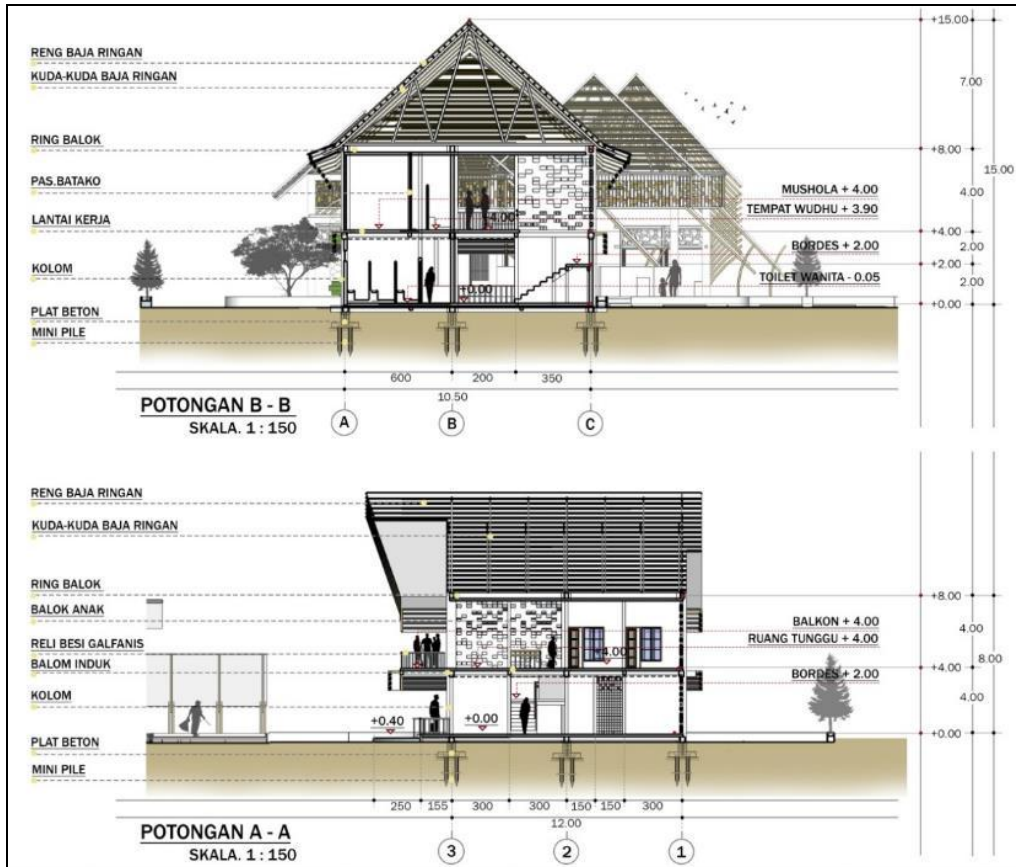 RENG BAJA RINGAN
KUDA-KUDA BAJA RINGAN
RING BALOK
PAS.BATAKO
LANTAI KERJA
KOLOM
PLAT BETON
MINI PILE
MUSHOLA + 4.00
TEMPAT WUDHU + 3.90
BORDES + 2.00
TOILET WANITA - 0.05
+4.00
+0.00
+15.00
7.00
+8.00
15.00
4.00
+4.00
2.00
+2.00
2.00
+0.00
600
200
350
10.50
POTONGAN B - B
SKALA. 1 : 150
A
B
C
RENG BAJA RINGAN
KUDA-KUDA BAJA RINGAN
RING BALOK
BALOK ANAK
RELI BESI GALFANIS
BALOM INDUK
KOLOM
PLAT BETON
MINI PILE
BALKON + 4.00
RUANG TUNGGU + 4.00
BORDES + 2.00
+4.00
+0.40
+0.00
+8.00
4.00
8.00
+4.00
4.00
+0.00
250
155
300
300
150
150
300
12.00
POTONGAN A - A
SKALA. 1 : 150
3
2
1